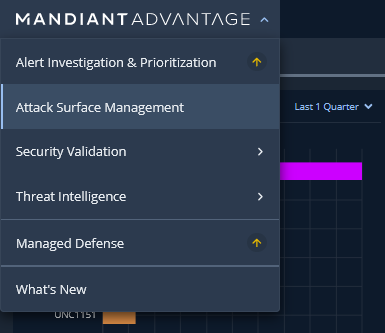 MANDIANT ADVANTAGE
Alert Investigation & Prioritization
Attack Surface Management
Last 1 Quarter
Security Validation
Threat Intelligence
Managed Defense
What's New
UNC1151